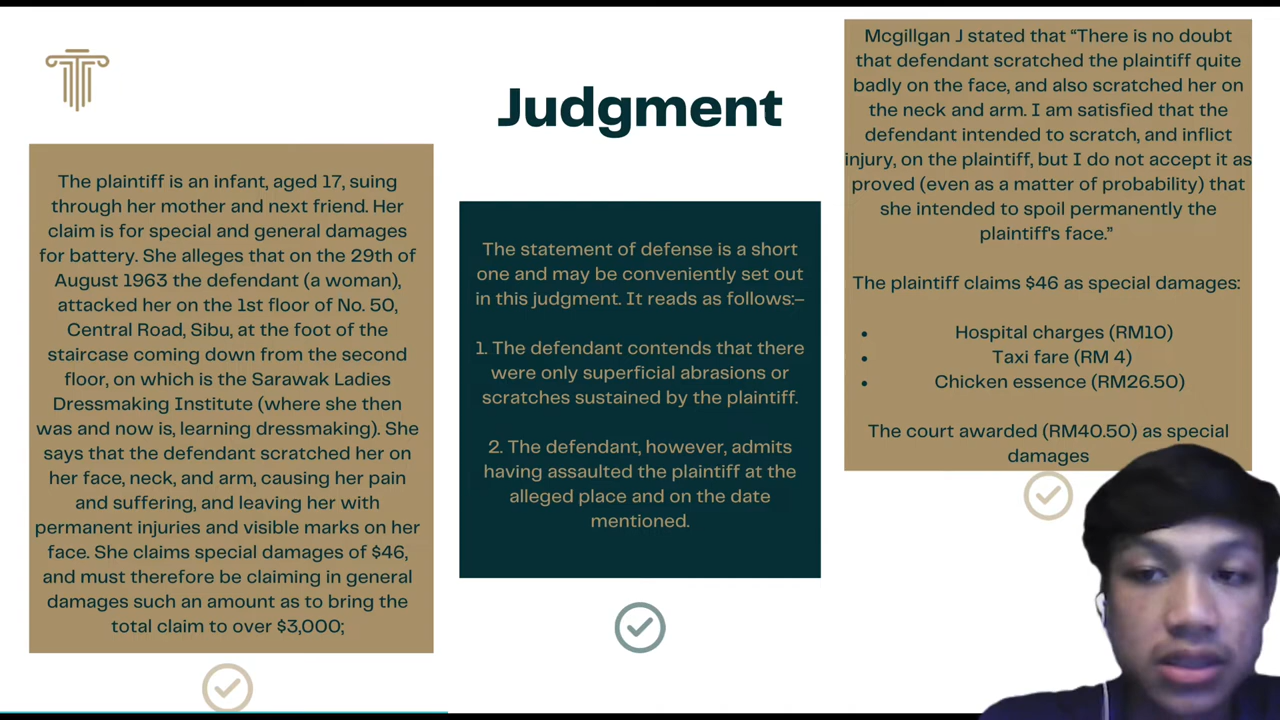 Judgment
The plaintiff is an infant, aged 17, suing
through her mother and next friend. Her
claim is for special and general damages
for battery. She alleges that on the 29th of
August 1963 the defendant (a woman),
attacked her on the 1st floor of No. 50,
Central Road, Sibu, at the foot of the
staircase coming down from the second
floor, on which is the Sarawak Ladies
Dressmaking Institute (where she then
was and now is, learning dressmaking). She
says that the defendant scratched her on
her face, neck, and arm, causing her pain
and suffering, and leaving her with
permanent injuries and visible marks on her
face. She claims special damages of $46,
and must therefore be claiming in general
damages such an amount as to bring the
total claim to over $3,000;
The statement of defense is a short
one and may be conveniently set out
in this judgment. It reads as follows:–
1. The defendant contends that there
were only superficial abrasions or
scratches sustained by the plaintiff.
2. The defendant, however, admits
having assaulted the plaintiff at the
alleged place and on the date
mentioned.
Mcgillgan J stated that “There is no doubt
that defendant scratched the plaintiff quite
badly on the face, and also scratched her on
the neck and arm. I am satisfied that the
defendant intended to scratch, and inflict
injury, on the plaintiff, but I do not accept it as
proved (even as a matter of probability) that
she intended to spoil permanently the
plaintiff's face.”
The plaintiff claims $46 as special damages:
• Hospital charges (RM10)
• Taxi fare (RM 4)
• Chicken essence (RM26.50)
The court awarded (RM40.50) as special
damages